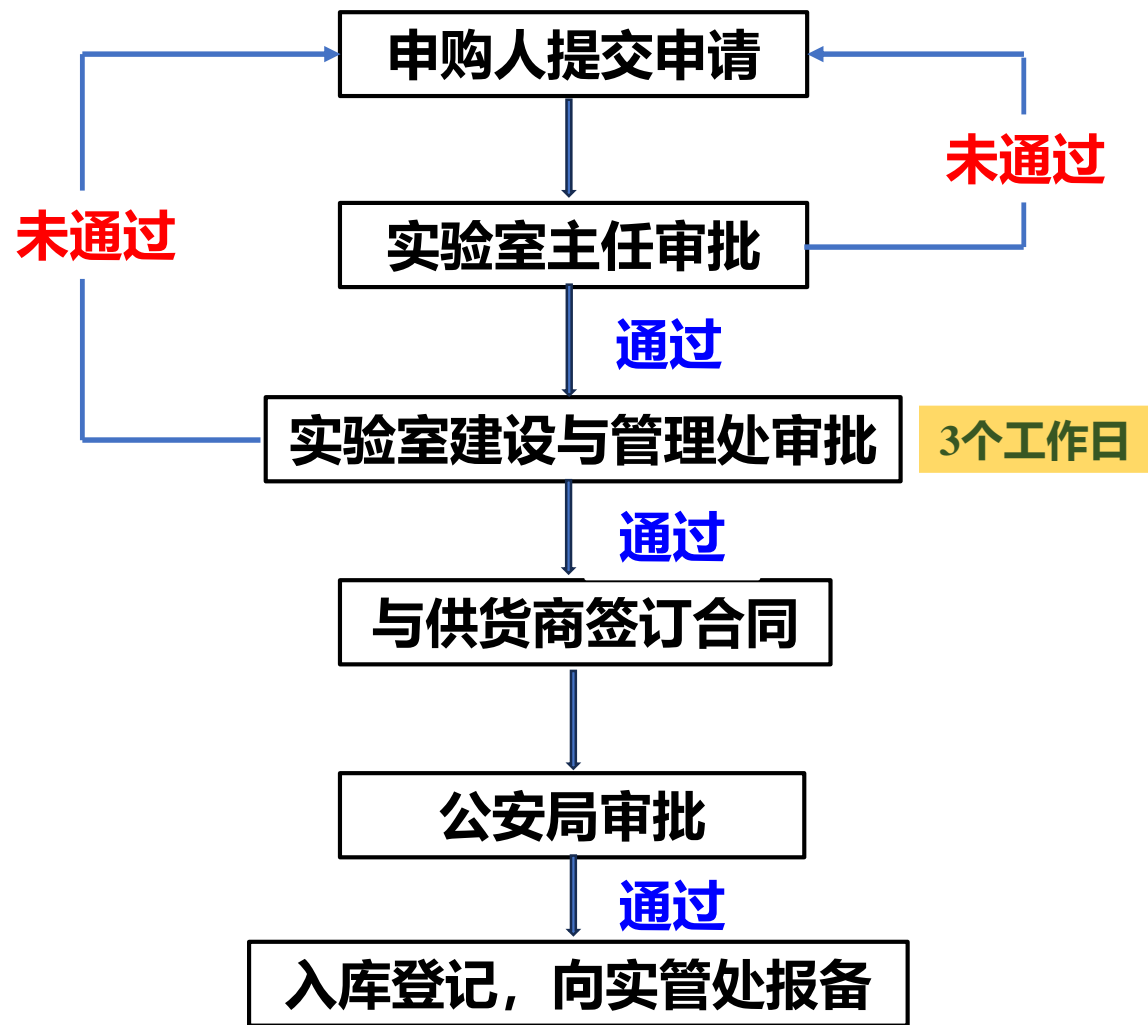 申购人提交申请
未通过
未通过
实验室主任审批
通过
实验室建设与管理处审批
3个工作日
通过
与供货商签订合同
公安局审批
通过
入库登记，向实管处报备